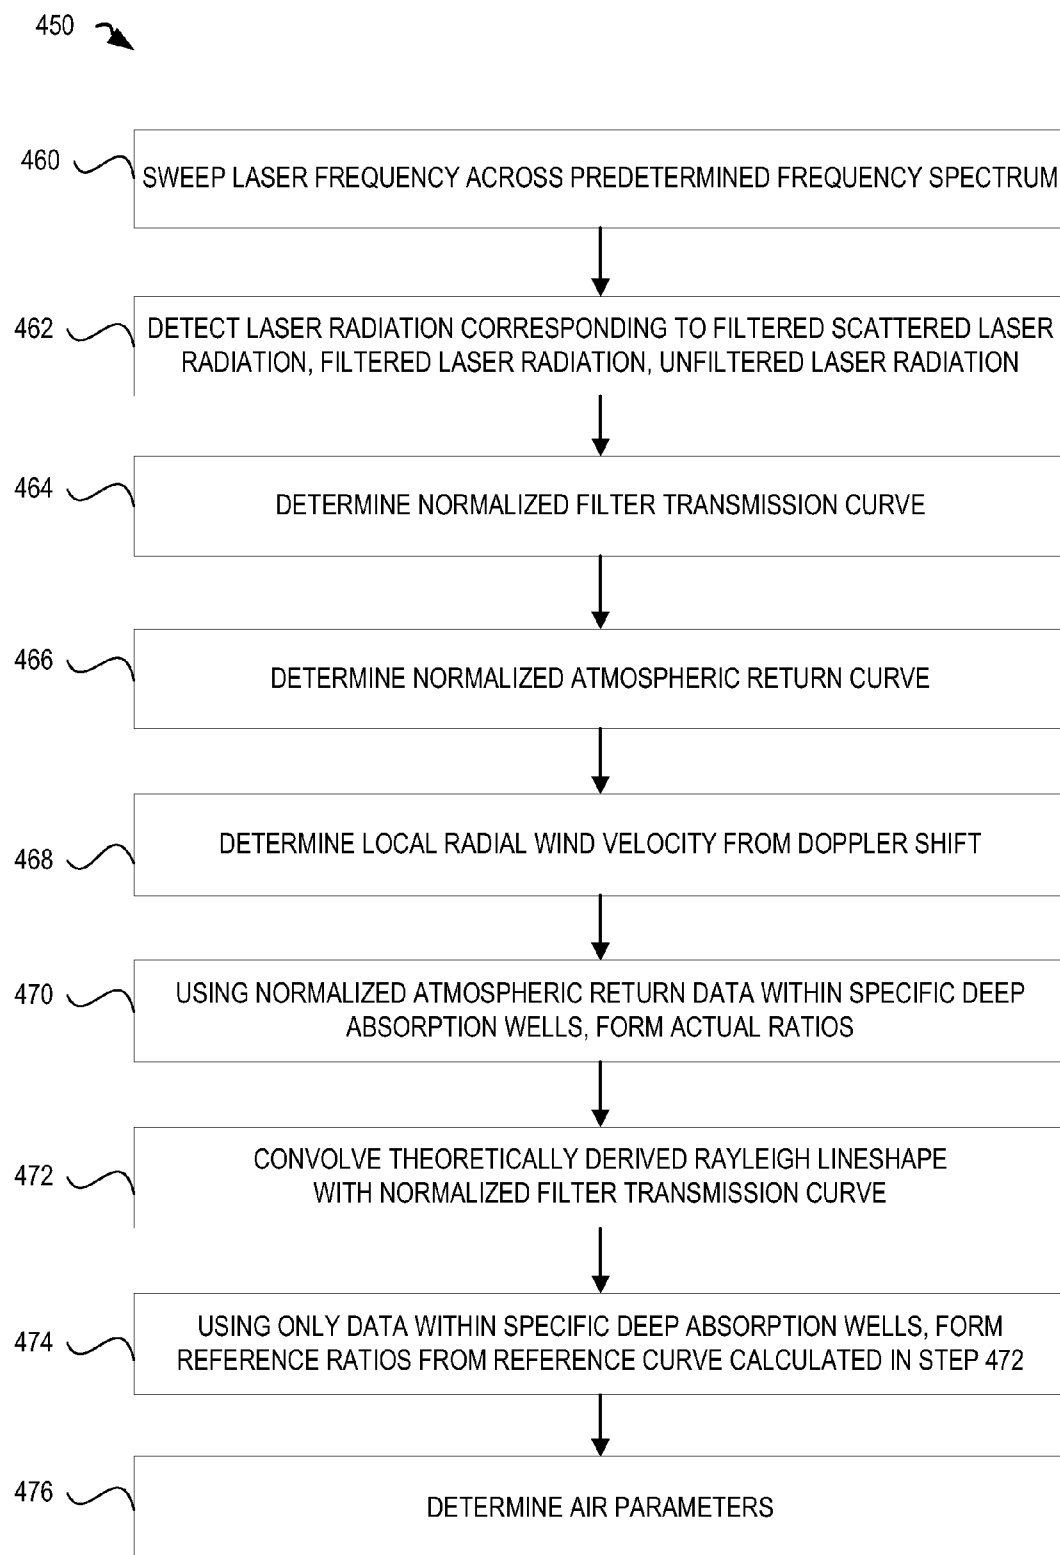 450
460
SWEEP LASER FREQUENCY ACROSS PREDETERMINED FREQUENCY SPECTRUM
462
DETECT LASER RADIATION CORRESPONDING TO FILTERED SCATTERED LASER
RADIATION, FILTERED LASER RADIATION, UNFILTERED LASER RADIATION
464
DETERMINE NORMALIZED FILTER TRANSMISSION CURVE
466
DETERMINE NORMALIZED ATMOSPHERIC RETURN CURVE
468
DETERMINE LOCAL RADIAL WIND VELOCITY FROM DOPPLER SHIFT
470
USING NORMALIZED ATMOSPHERIC RETURN DATA WITHIN SPECIFIC DEEP
ABSORPTION WELLS, FORM ACTUAL RATIOS
472
CONVOLVE THEORETICALLY DERIVED RAYLEIGH LINESHAPE
WITH NORMALIZED FILTER TRANSMISSION CURVE
474
USING ONLY DATA WITHIN SPECIFIC DEEP ABSORPTION WELLS, FORM
REFERENCE RATIOS FROM REFERENCE CURVE CALCULATED IN STEP 472
476
DETERMINE AIR PARAMETERS